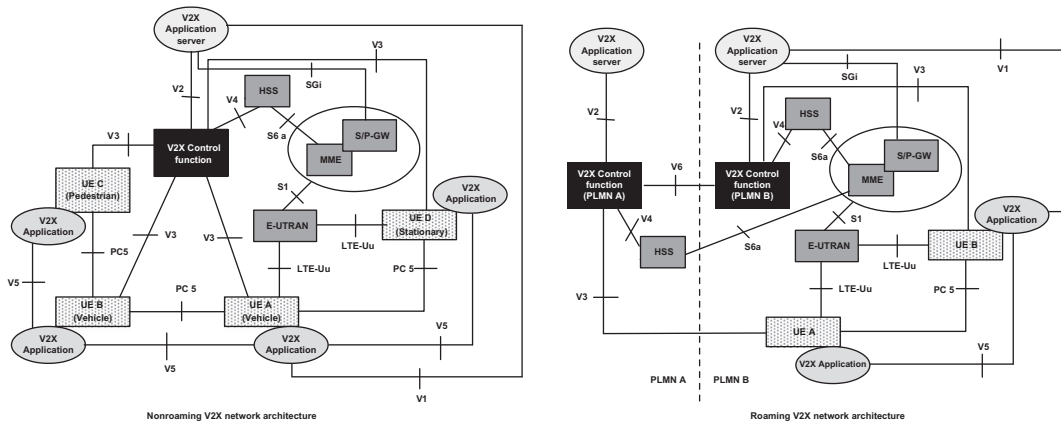 V2X
Application
server
V3
SGi
V2
HSS
V4
S6 a
S/P-GW
MME
V3
V2X Control
function
S1
UE C
(Pedestrian)
V2X
Application
V2X
Application
E-UTRAN
LTE-Uu
UE D
(Stationary)
V3
V3
PC5
LTE-Uu
PC 5
V5
PC 5
UE B
(Vehicle)
UE A
(Vehicle)
V2X
Application
V2X
Application
V5
V5
V1
Nonroaming V2X network architecture
V2X
Application
server
V2X
Application
server
V1
SGi
V3
V2
V2
HSS
V4
S6a
S/P-GW
MME
V2X Control
function
(PLMN A)
V6
V2X Control
function
(PLMN B)
V4
S1
V2X
Application
HSS
S6a
E-UTRAN
UE B
LTE-Uu
V3
LTE-Uu
PC 5
UE A
V5
V2X Application
PLMN A
PLMN B
Roaming V2X network architecture